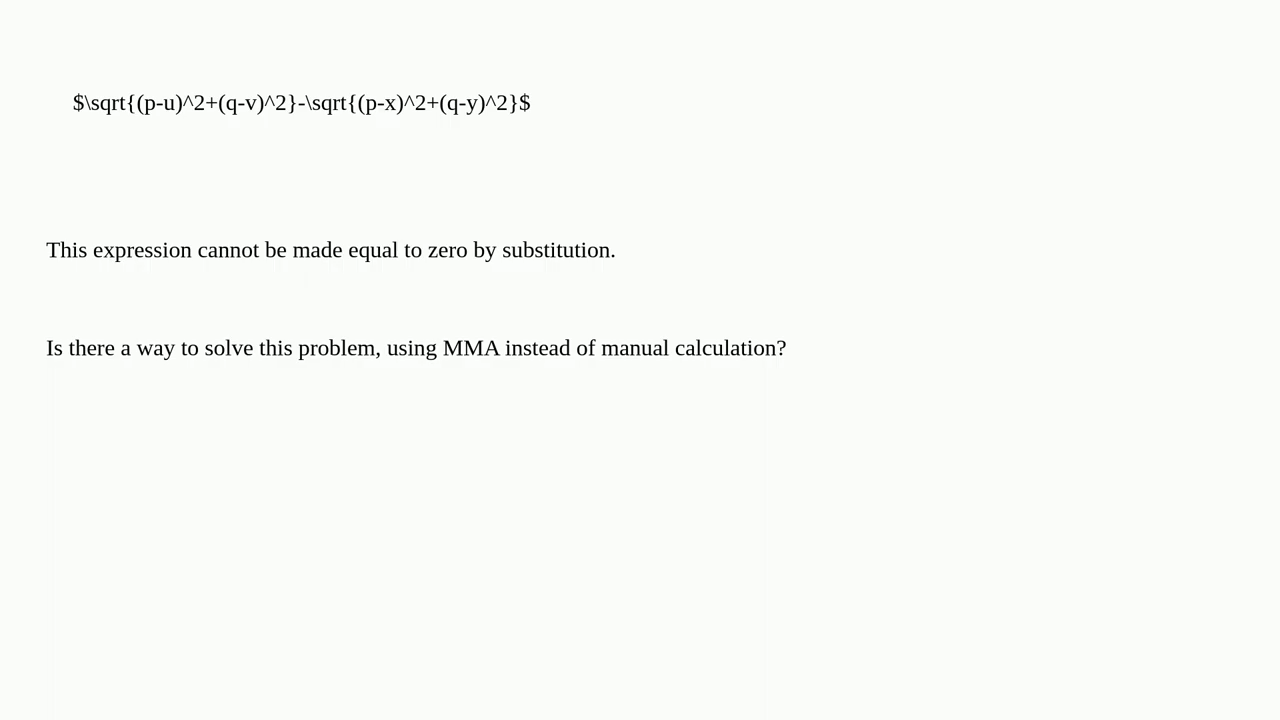 $\sqrt{(p-u)^2+(q-v)^2}-\sqrt{(p-x)^2+(q-y)^2}$
This expression cannot be made equal to zero by substitution.
Is there a way to solve this problem, using MMA instead of manual calculation?